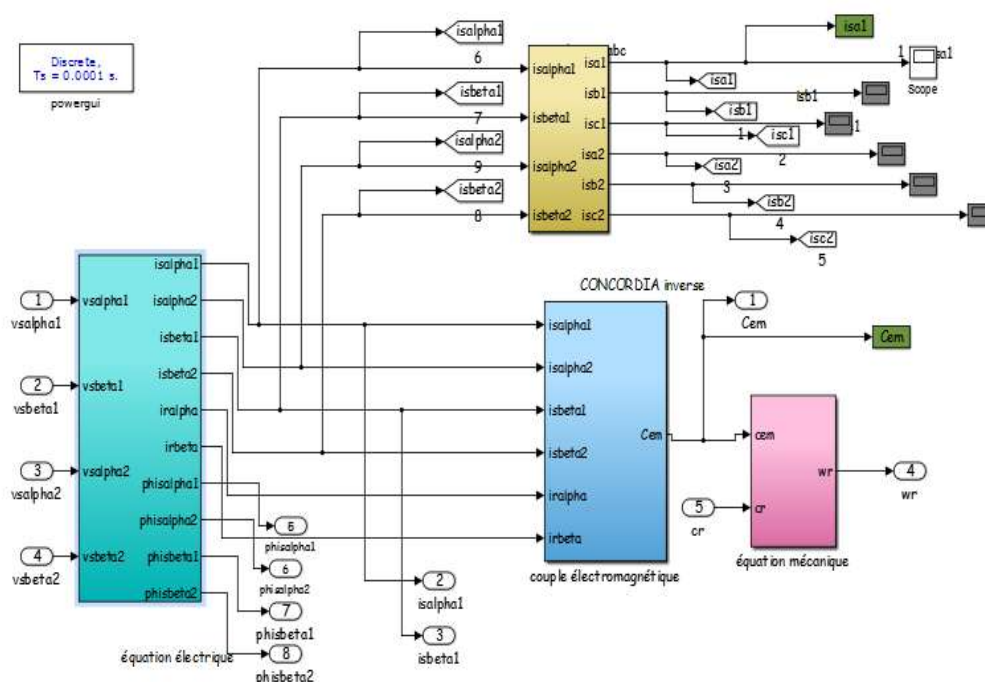 Discrete,
Ts = 0.0001 s.
powergui
isalpha1
6
isbeta1
7
isalpha2
9
isbeta2
8
abc
isalpha1
isbeta1
isalpha2
isbeta2
isa1
isb1
isc1
isa2
isb2
isc2
isa1
1
sa1
Scope
isa1
isb1
isb1
1
isc1
1
2
isa2
3
isb2
4
isc2
5
CONCORDIA inverse
1
vsalpha1
2
vsbeta1
3
vsalpha2
4
vsbeta2
vsalpha1
vsbeta1
vsalpha2
vsbeta2
isalpha1
isalpha2
isbeta1
isbeta2
iralpha
irbeta
phisalpha1
phisalpha2
phisbeta1
phisbeta2
équation électrique
phisalpha1
6
phisalpha2
7
phisbeta1
8
phisbeta2
2
isalpha1
3
isbeta1
isalpha1
isalpha2
isbeta1
isbeta2
iralpha
irbeta
Cem
couple électromagnétique
1
Cem
Cem
5
cr
cem
cr
wr
équation mécanique
4
wr